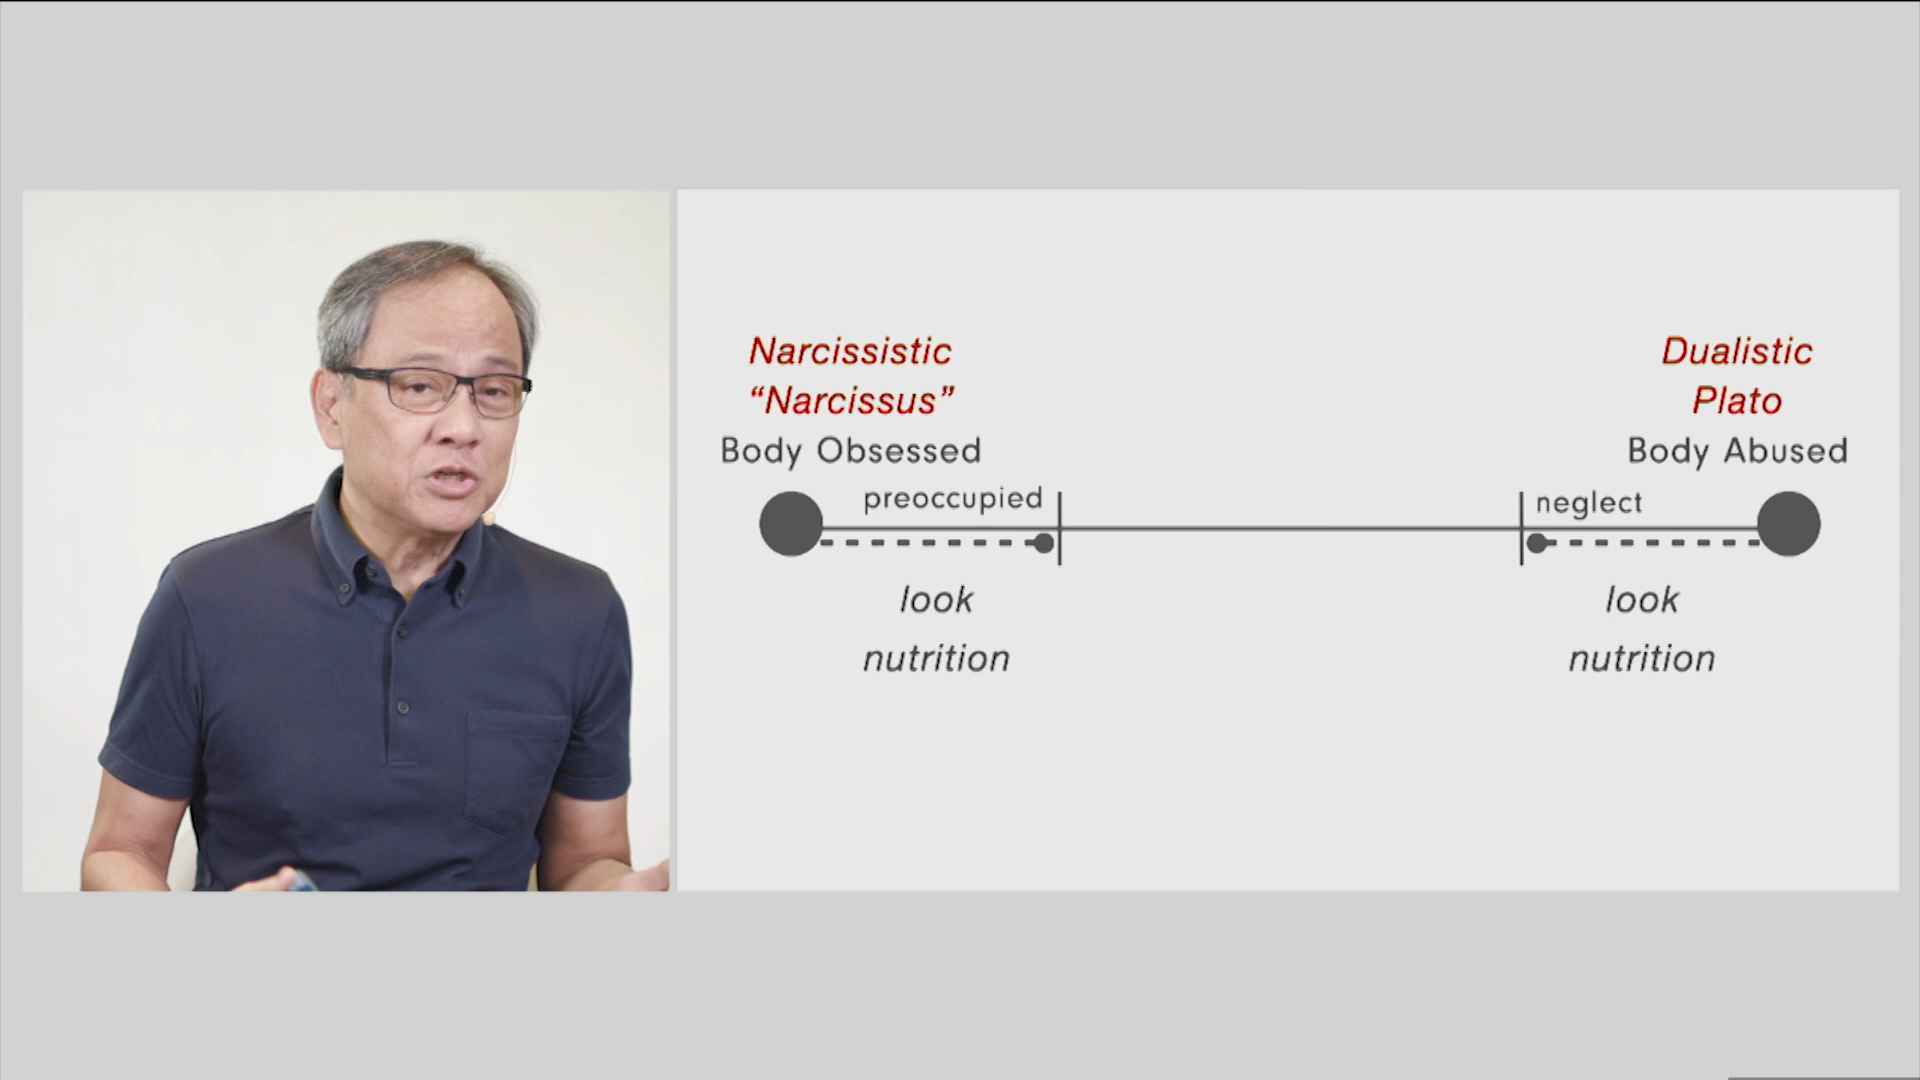 Narcissistic
“Narcissus”
Body Obsessed
preoccupied
look
nutrition
Dualistic
Plato
Body Abused
neglect
look
nutrition